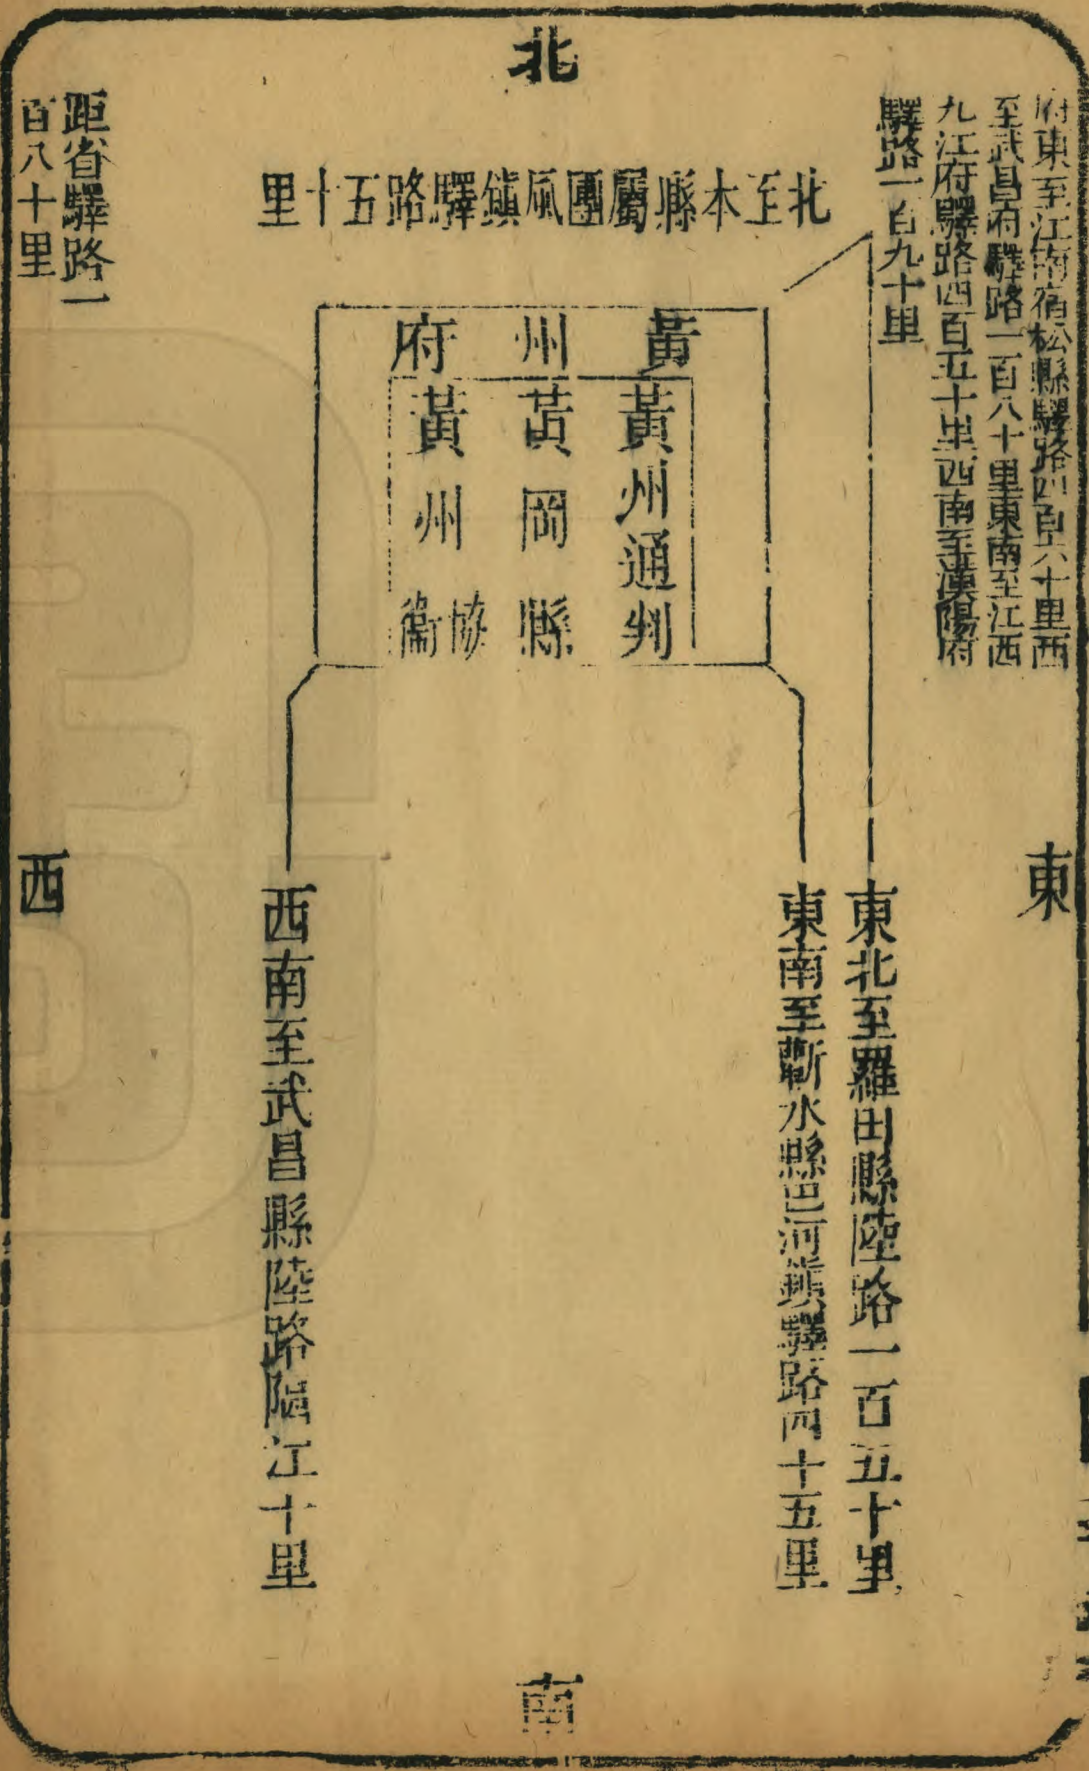 北
府東至江南宿松縣驛路四百六十里西
至武昌府驛路一百八十里東南至江西
九江府驛路四百五十里西南至漢陽府
驛路一百九十里
北至本縣屬團風鎮驛路五十里
距省驛路一
百八十里
黃州府
黃州通判
黃岡縣
黃州協衞
東
東北至羅田縣陸路一百五十里
東南至蘄水縣巴河鎮驛路四十五里
西南至武昌縣陸路隔江十里
西
南